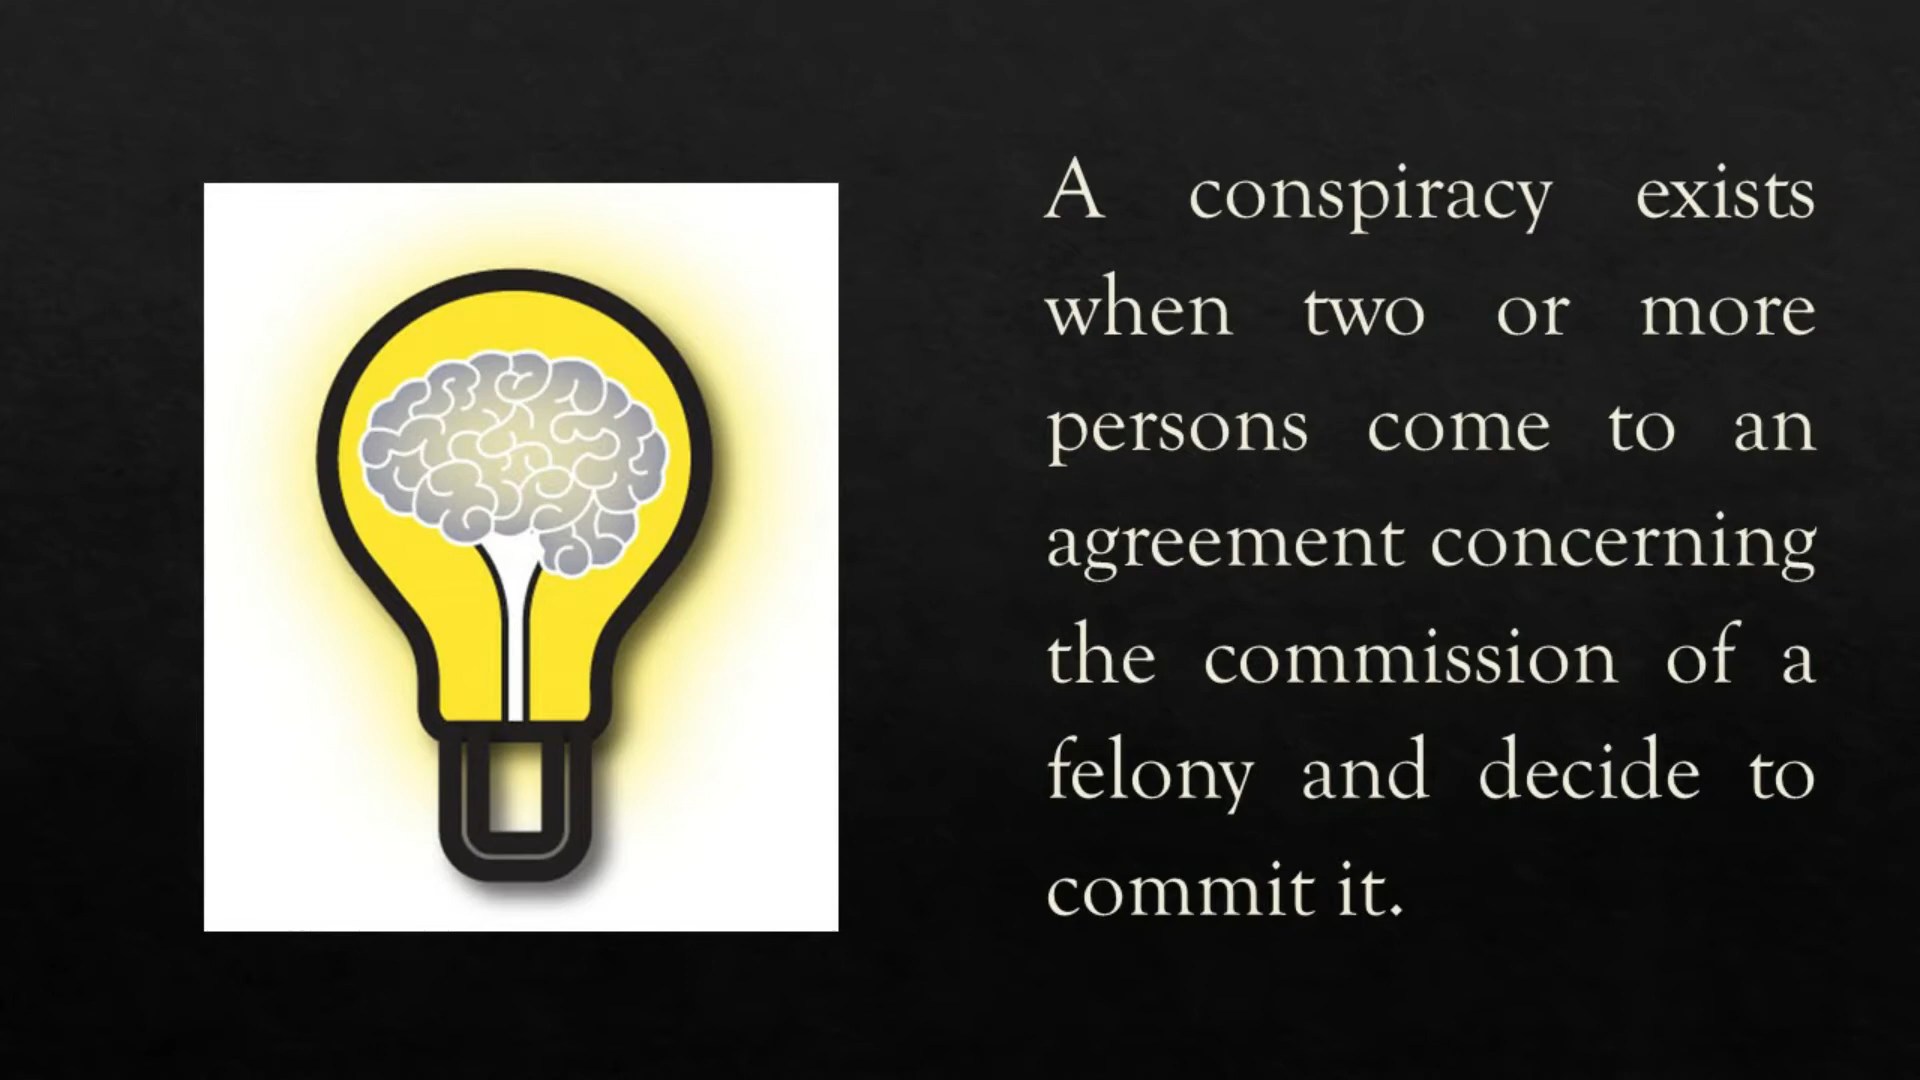 A conspiracy exists
when two or more
persons come to an
agreement concerning
the commission of a
felony and decide to
commit it.